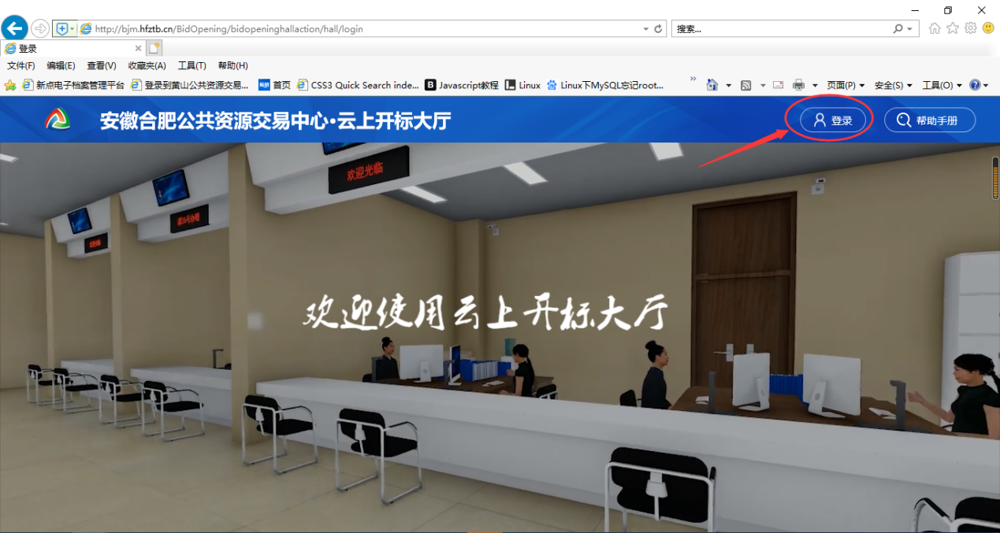 http://bjm.hfztb.cn/BidOpening/bidopeninghallaction/hall/login
搜索...
登录
文件(F) 编辑(E) 查看(V) 收藏夹(A) 工具(T) 帮助(H)
新点电子档案管理平台 登录到黄山公共资源交易... 首页 CSS3 Quick Search inde... B Javascript教程 Linux Linux下MySQL忘记root... » 页面(P) 安全(S) 工具(O)
安徽合肥公共资源交易中心·云上开标大厅 登录 帮助手册
欢迎光临
欢迎使用云上开标大厅